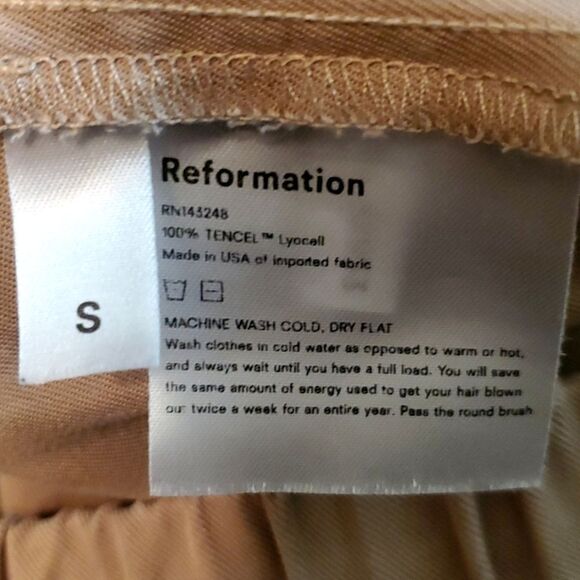 Reformation
RN143248
100% TENCEL™ Lyocell
Made in USA of imported fabric
S
MACHINE WASH COLD, DRY FLAT
Wash clothes in cold water as opposed to warm or hot,
and always wait until you have a full load. You will save
the same amount of energy used to get your hair blown
out twice a week for an entire year. Pass the round brush